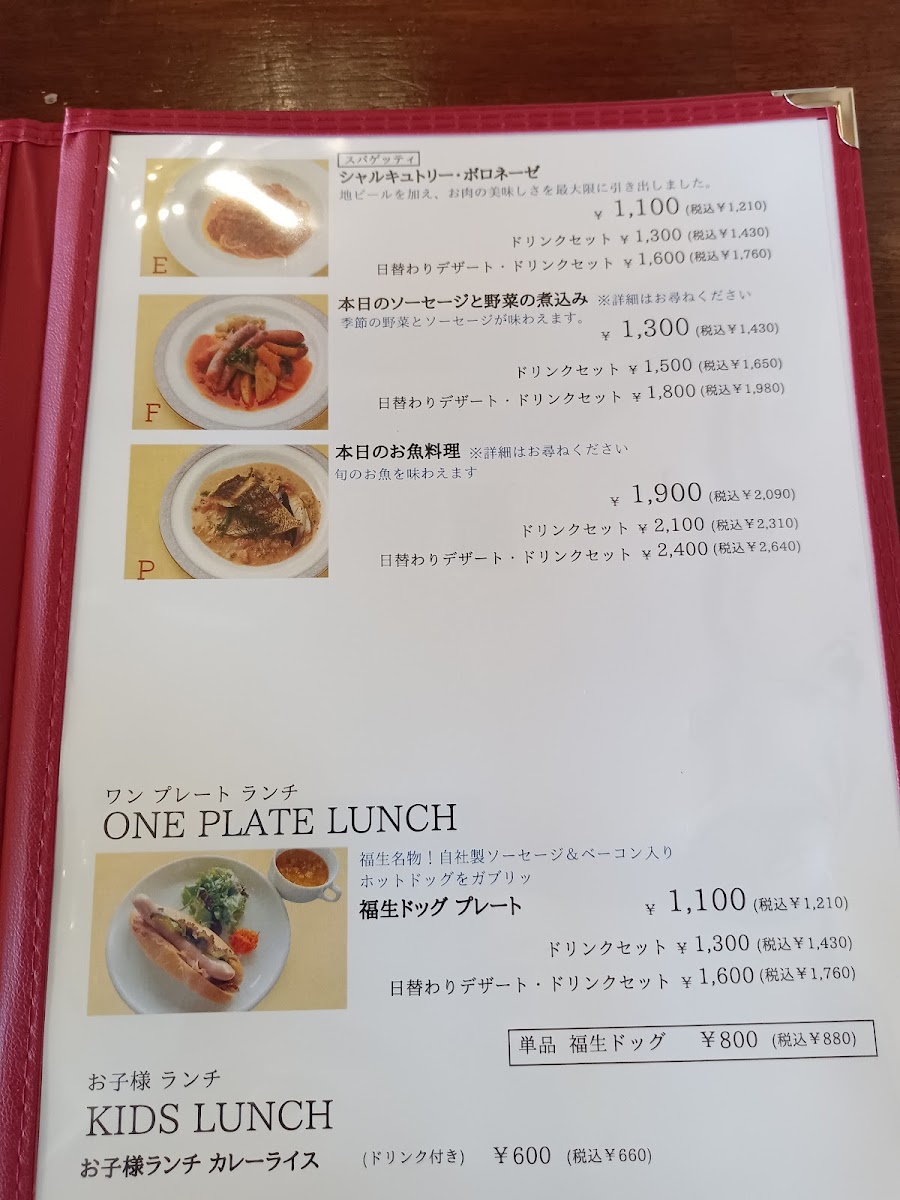 スパゲッティ
シャルキュトリー・ボロネーゼ
地ビールを加え、お肉の美味しさを最大限に引き出しました。
¥ 1,100 (税込¥1,210)
ドリンクセット ¥ 1,300 (税込¥1,430)
日替わりデザート・ドリンクセット ¥ 1,600 (税込¥1,760)
E
本日のソーセージと野菜の煮込み ※詳細はお尋ねください
季節の野菜とソーセージが味わえます。
¥ 1,300 (税込¥1,430)
ドリンクセット ¥ 1,500 (税込¥1,650)
日替わりデザート・ドリンクセット ¥ 1,800 (税込¥1,980)
F
本日のお魚料理 ※詳細はお尋ねください
旬のお魚を味わえます
¥ 1,900 (税込¥2,090)
ドリンクセット ¥ 2,100 (税込¥2,310)
日替わりデザート・ドリンクセット ¥ 2,400 (税込¥2,640)
P
ワン プレート ランチ
ONE PLATE LUNCH
福生名物！自社製ソーセージ＆ベーコン入り
ホットドッグをガブリッ
福生ドッグ プレート ¥ 1,100 (税込¥1,210)
ドリンクセット ¥ 1,300 (税込¥1,430)
日替わりデザート・ドリンクセット ¥ 1,600 (税込¥1,760)
単品 福生ドッグ ¥800 (税込¥880)
お子様 ランチ
KIDS LUNCH
お子様ランチ カレーライス (ドリンク付き) ¥600 (税込¥660)